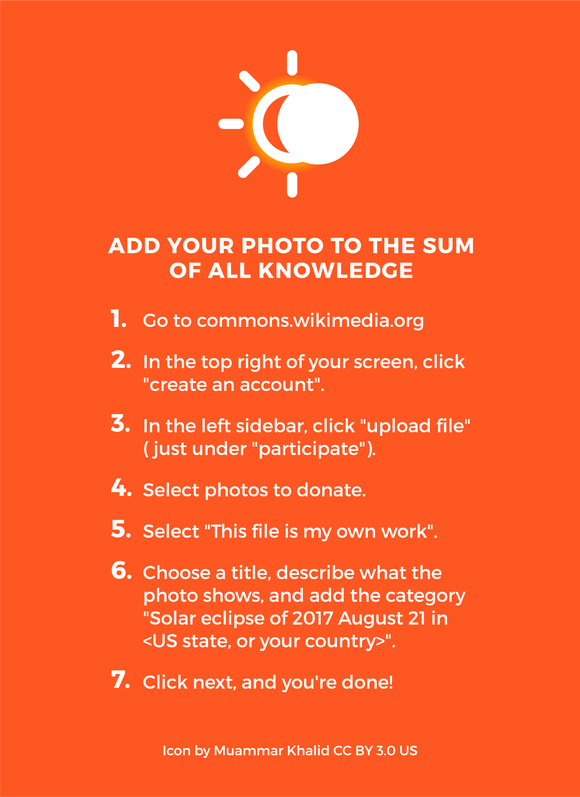 ADD YOUR PHOTO TO THE SUM
OF ALL KNOWLEDGE
1. Go to commons.wikimedia.org
2. In the top right of your screen, click
"create an account".
3. In the left sidebar, click "upload file"
(just under "participate").
4. Select photos to donate.
5. Select "This file is my own work".
6. Choose a title, describe what the
photo shows, and add the category
"Solar eclipse of 2017 August 21 in
<US state, or your country>".
7. Click next, and you're done!
Icon by Muammar Khalid CC BY 3.0 US